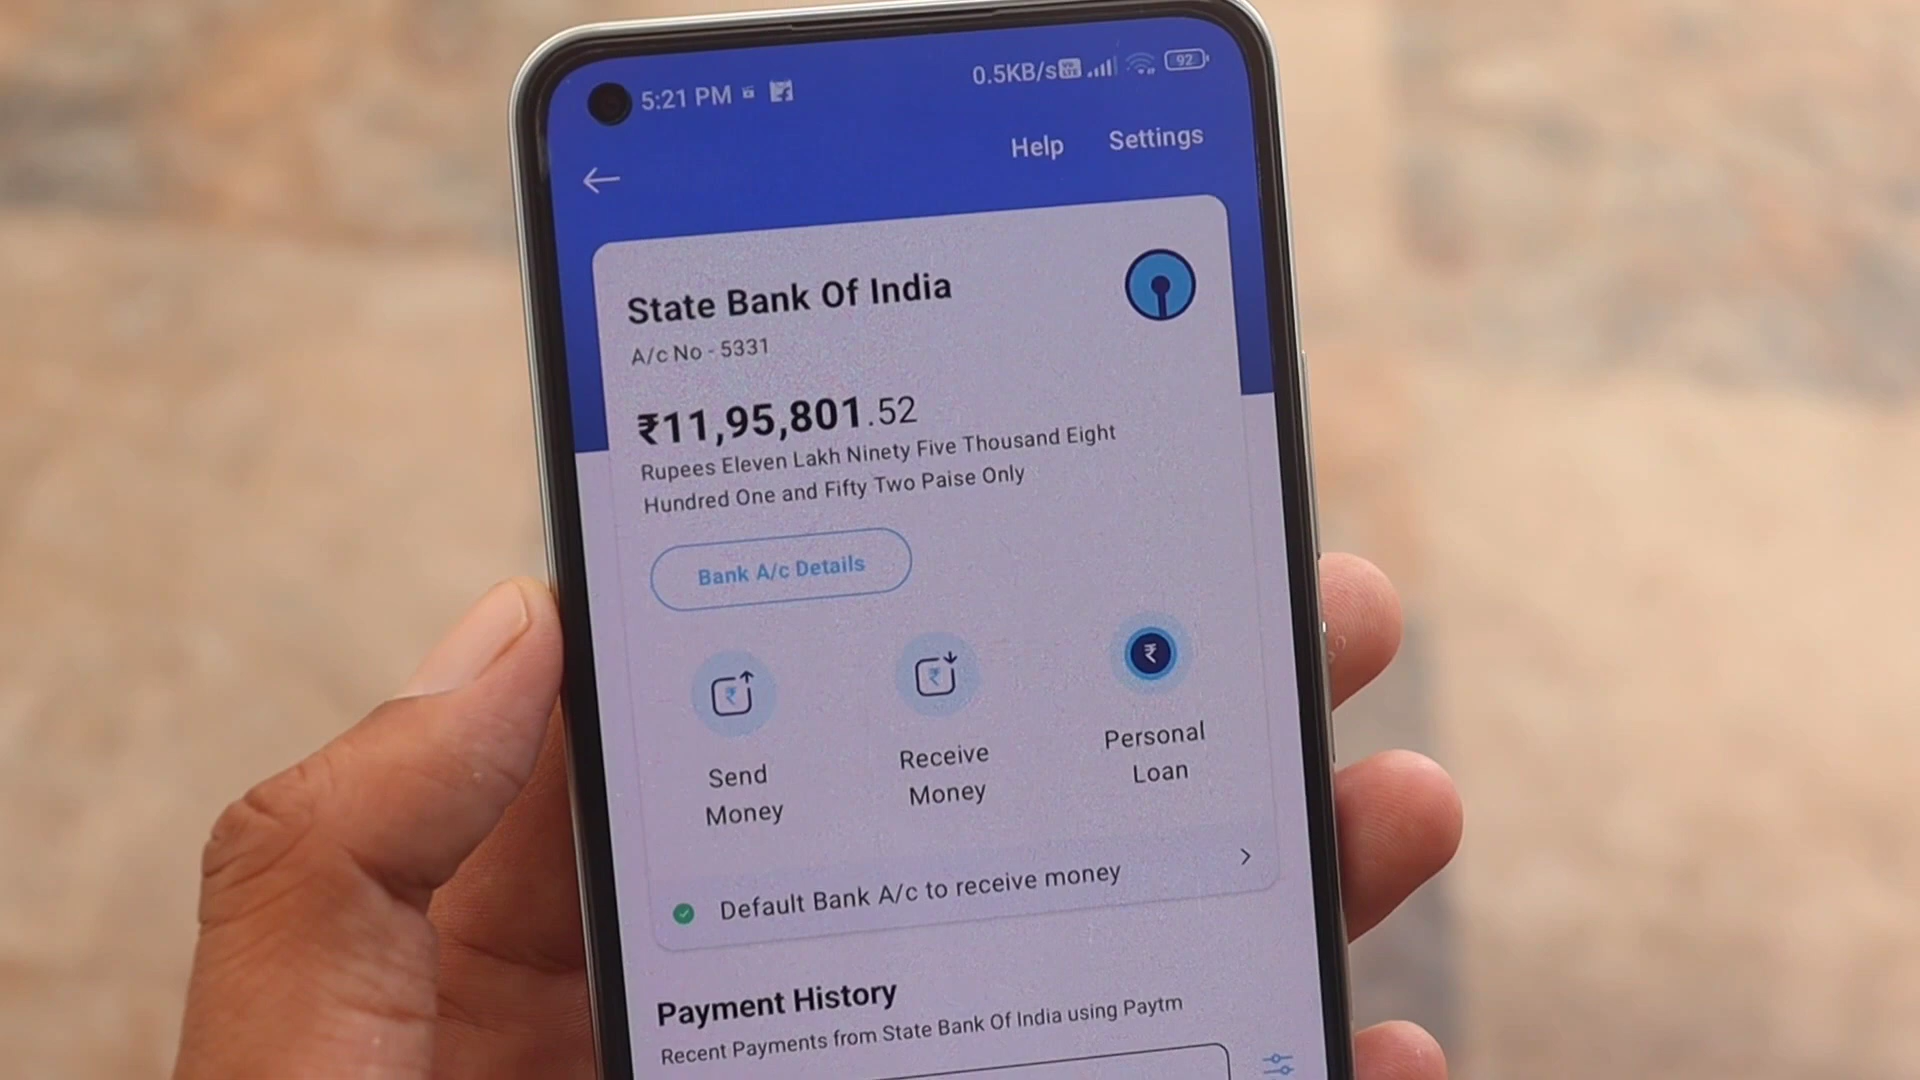 5:21 PM
0.5KB/s
92
Help
Settings
State Bank Of India
A/c No - 5331
₹11,95,801.52
Rupees Eleven Lakh Ninety Five Thousand Eight
Hundred One and Fifty Two Paise Only
Bank A/c Details
Send
Money
Receive
Money
Personal
Loan
Default Bank A/c to receive money
Payment History
Recent Payments from State Bank Of India using Paytm